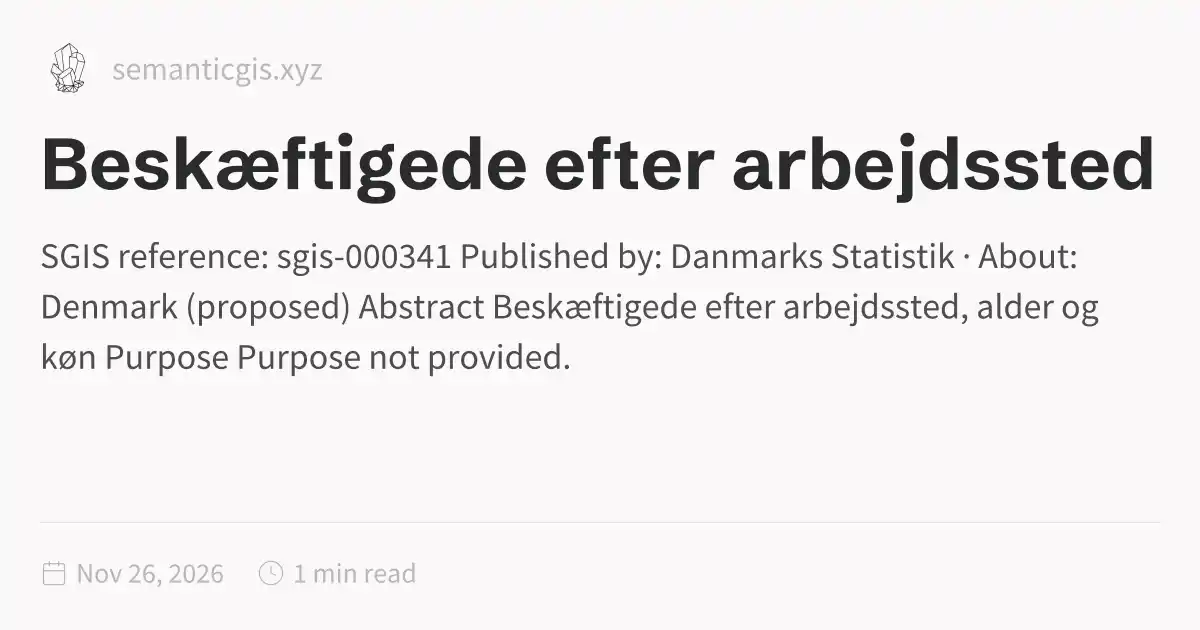 semanticgis.xyz
Beskæftigede efter arbejdssted
SGIS reference: sgis-000341 Published by: Danmarks Statistik · About:
Denmark (proposed) Abstract Beskæftigede efter arbejdssted, alder og
køn Purpose Purpose not provided.
Nov 26, 2026 1 min read